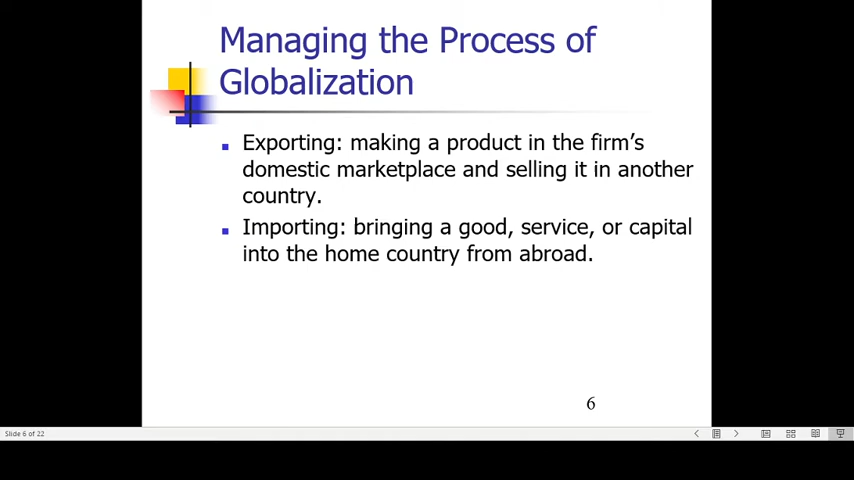 Managing the Process of
Globalization
Exporting: making a product in the firm's
domestic marketplace and selling it in another
country.
Importing: bringing a good, service, or capital
into the home country from abroad.
6
Slide 6 of 22